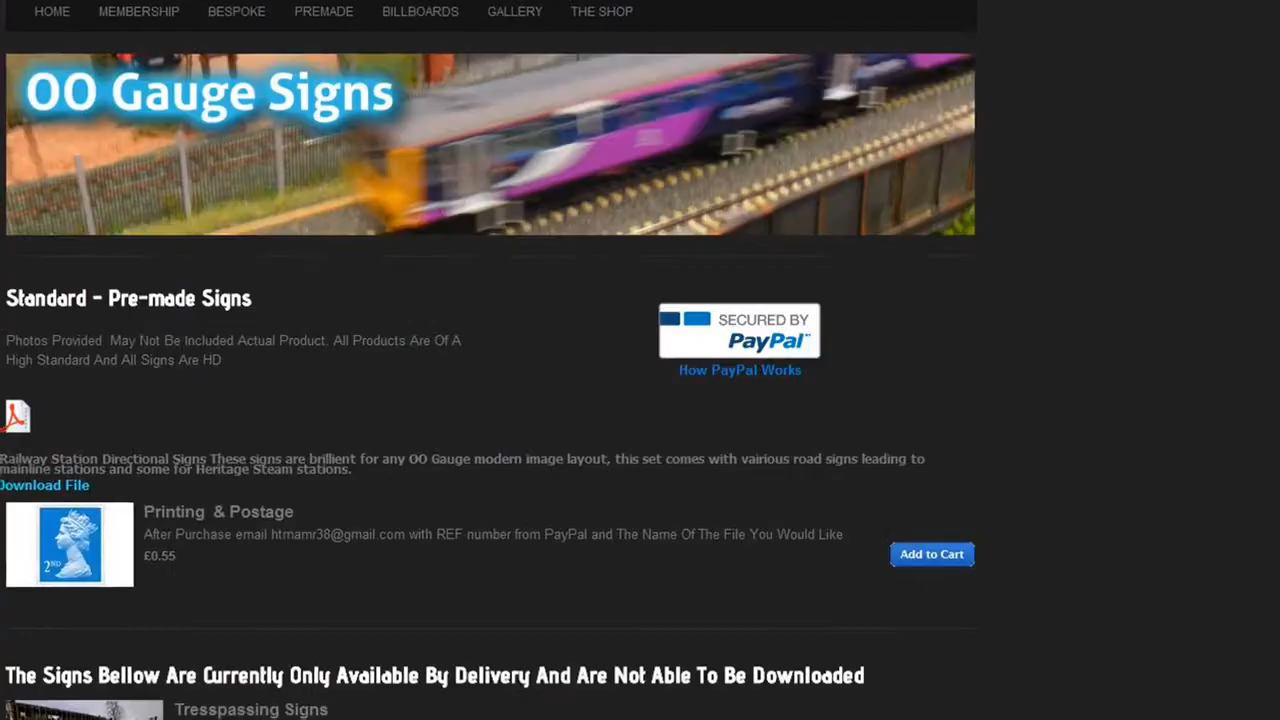 HOME MEMBERSHIP BESPOKE PREMADE BILLBOARDS GALLERY THE SHOP
OO Gauge Signs
Standard - Pre-made Signs
Photos Provided May Not Be Included Actual Product. All Products Are Of A
High Standard And All Signs Are HD
SECURED BY
PayPal
How PayPal Works
Railway Station Directional Signs These signs are brillient for any OO Gauge modern image layout, this set comes with vairious road signs leading to
mainline stations and some for Heritage Steam stations.
Download File
2ND
Printing & Postage
After Purchase email htmamr38@gmail.com with REF number from PayPal and The Name Of The File You Would Like
£0.55
Add to Cart
The Signs Bellow Are Currently Only Available By Delivery And Are Not Able To Be Downloaded
Tresspassing Signs